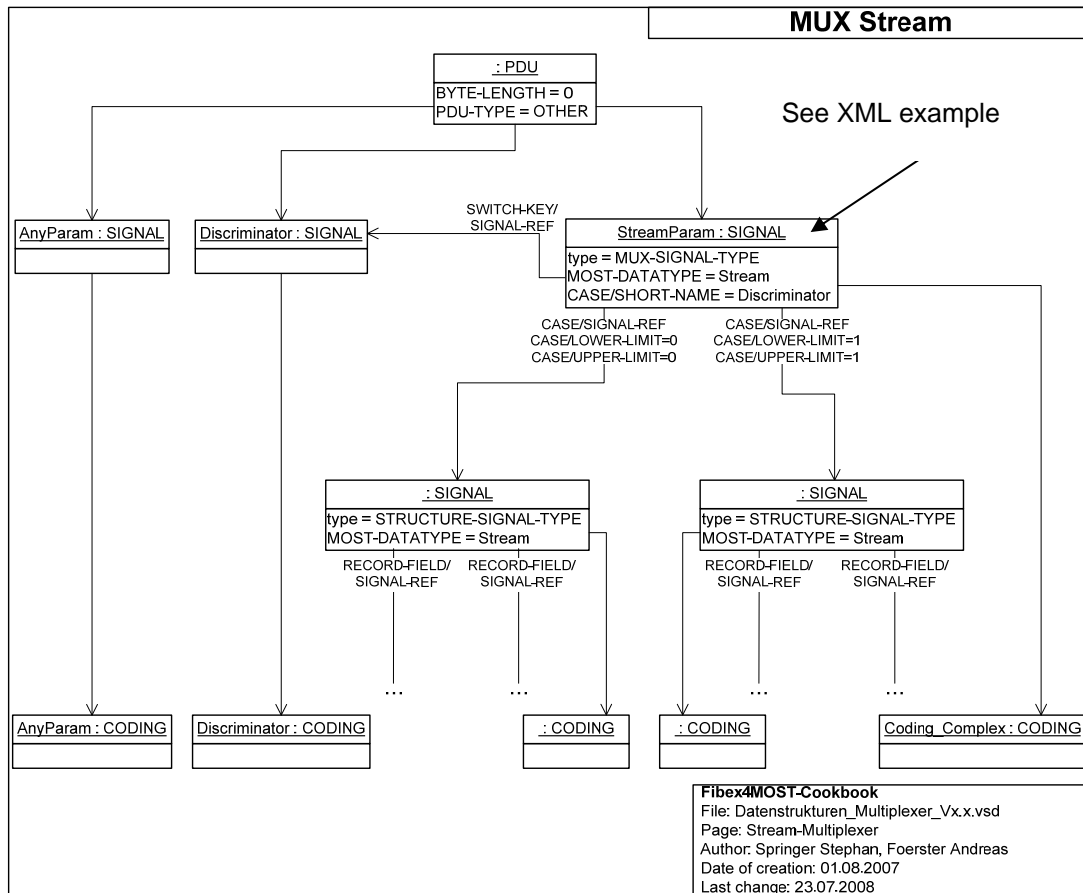 MUX Stream
: PDU
BYTE-LENGTH = 0
PDU-TYPE = OTHER
See XML example
AnyParam : SIGNAL
Discriminator : SIGNAL
SWITCH-KEY/
SIGNAL-REF
StreamParam : SIGNAL
type = MUX-SIGNAL-TYPE
MOST-DATATYPE = Stream
CASE/SHORT-NAME = Discriminator
CASE/SIGNAL-REF
CASE/LOWER-LIMIT=0
CASE/UPPER-LIMIT=0
CASE/SIGNAL-REF
CASE/LOWER-LIMIT=1
CASE/UPPER-LIMIT=1
: SIGNAL
type = STRUCTURE-SIGNAL-TYPE
MOST-DATATYPE = Stream
: SIGNAL
type = STRUCTURE-SIGNAL-TYPE
MOST-DATATYPE = Stream
RECORD-FIELD/
SIGNAL-REF
RECORD-FIELD/
SIGNAL-REF
RECORD-FIELD/
SIGNAL-REF
RECORD-FIELD/
SIGNAL-REF
...
...
...
...
AnyParam : CODING
Discriminator : CODING
: CODING
: CODING
Coding_Complex : CODING
Fibex4MOST-Cookbook
File: Datenstrukturen_Multiplexer_Vx.x.vsd
Page: Stream-Multiplexer
Author: Springer Stephan, Foerster Andreas
Date of creation: 01.08.2007
Last change: 23.07.2008